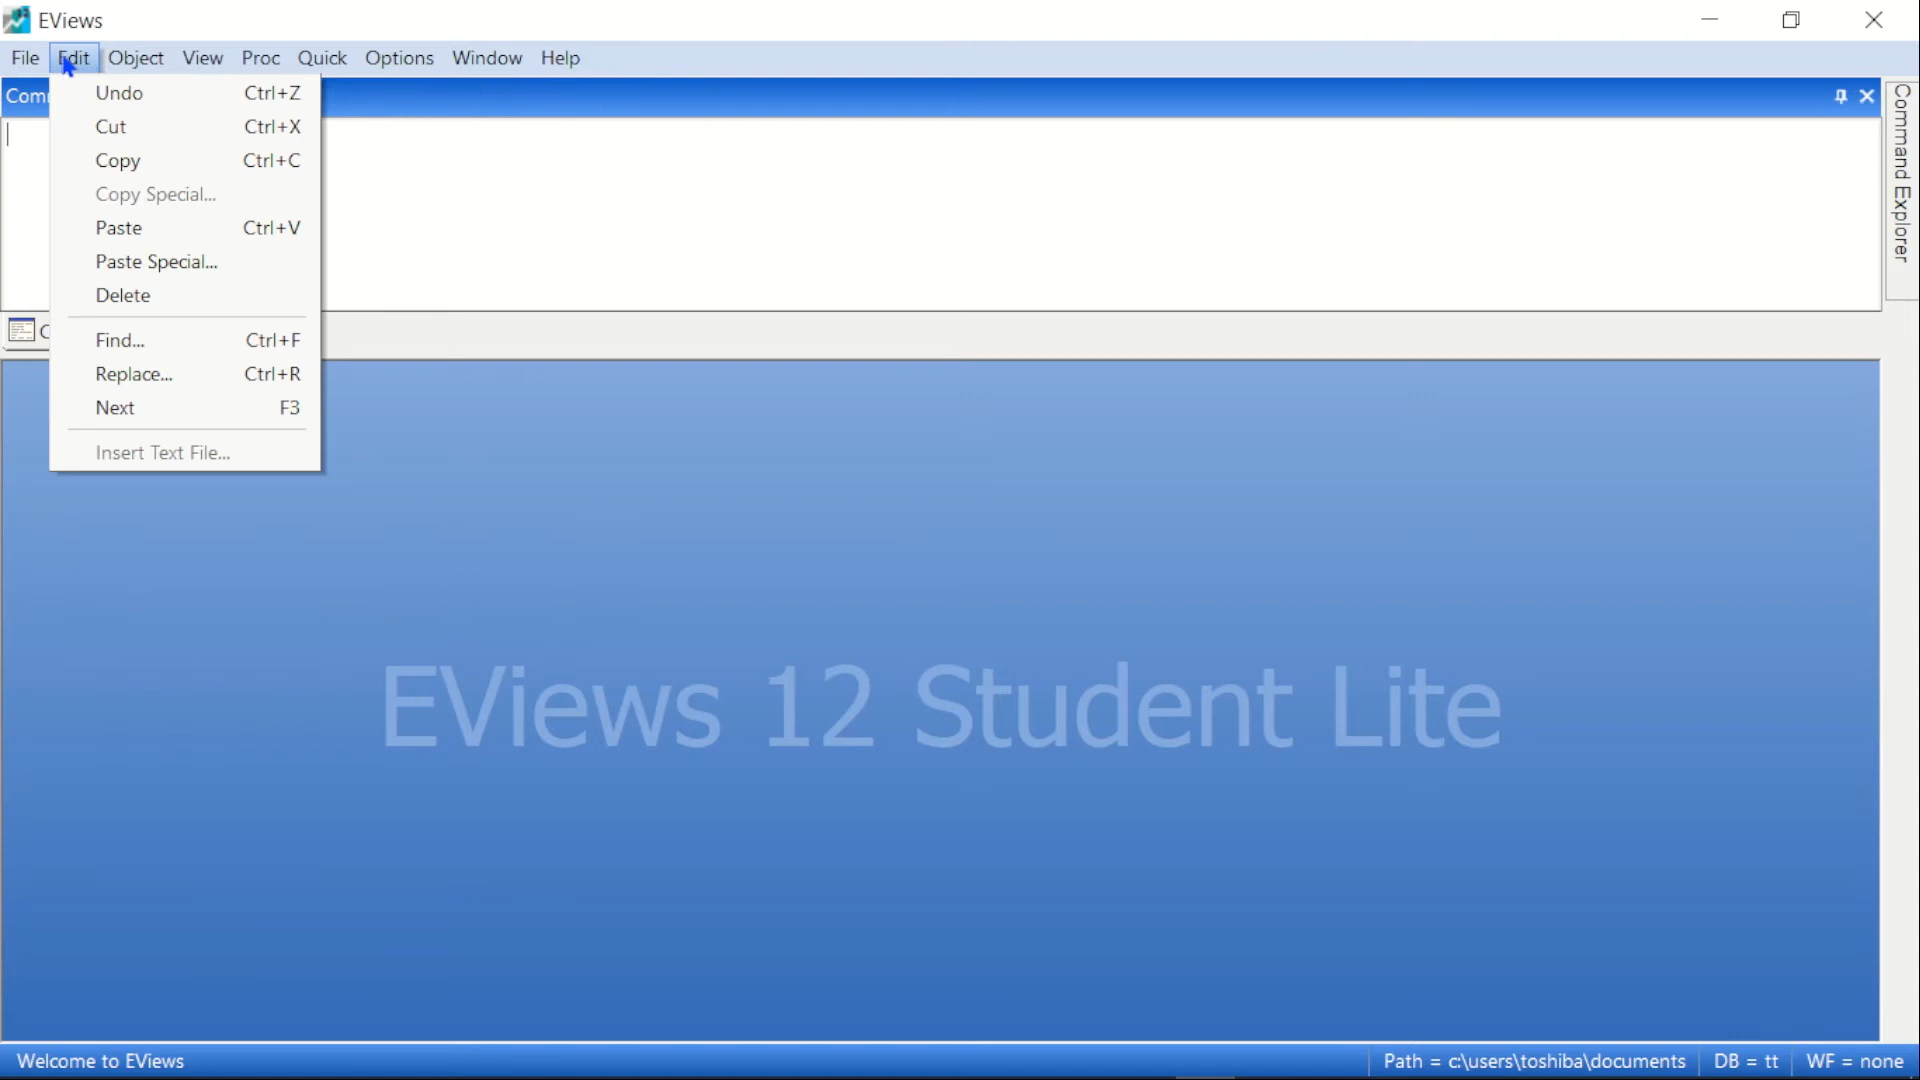 EViews
File Edit Object View Proc Quick Options Window Help
Undo Ctrl+Z
Cut Ctrl+X
Copy Ctrl+C
Copy Special...
Paste Ctrl+V
Paste Special...
Delete
Find... Ctrl+F
Replace... Ctrl+R
Next F3
Insert Text File...
Command Explorer
EViews 12 Student Lite
Welcome to EViews
Path = c:\users\toshiba\documents
DB = tt
WF = none